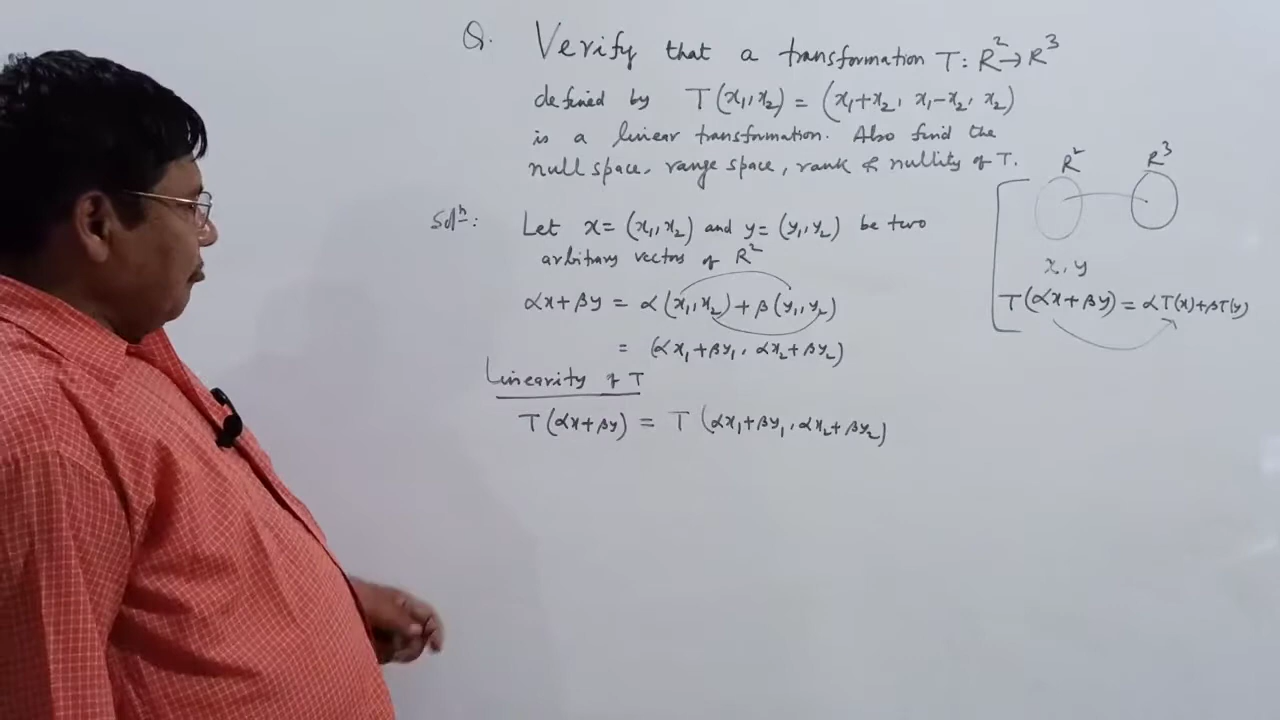 Q. Verify that a transformation T: R² → R³
defined by T(x₁, x₂) = (x₁+x₂, x₁-x₂, x₂)
is a linear transformation. Also find the
null space, range space, rank & nullity of T.
Solⁿ: Let x = (x₁, x₂) and y = (y₁, y₂) be two
arbitrary vectors of R²
αx + βy = α(x₁, x₂) + β(y₁, y₂)
= (αx₁+βy₁, αx₂+βy₂)
Linearity of T
T(αx+βy) = T(αx₁+βy₁, αx₂+βy₂)
R² R³
x, y
T(αx+βy) = αT(x)+βT(y)